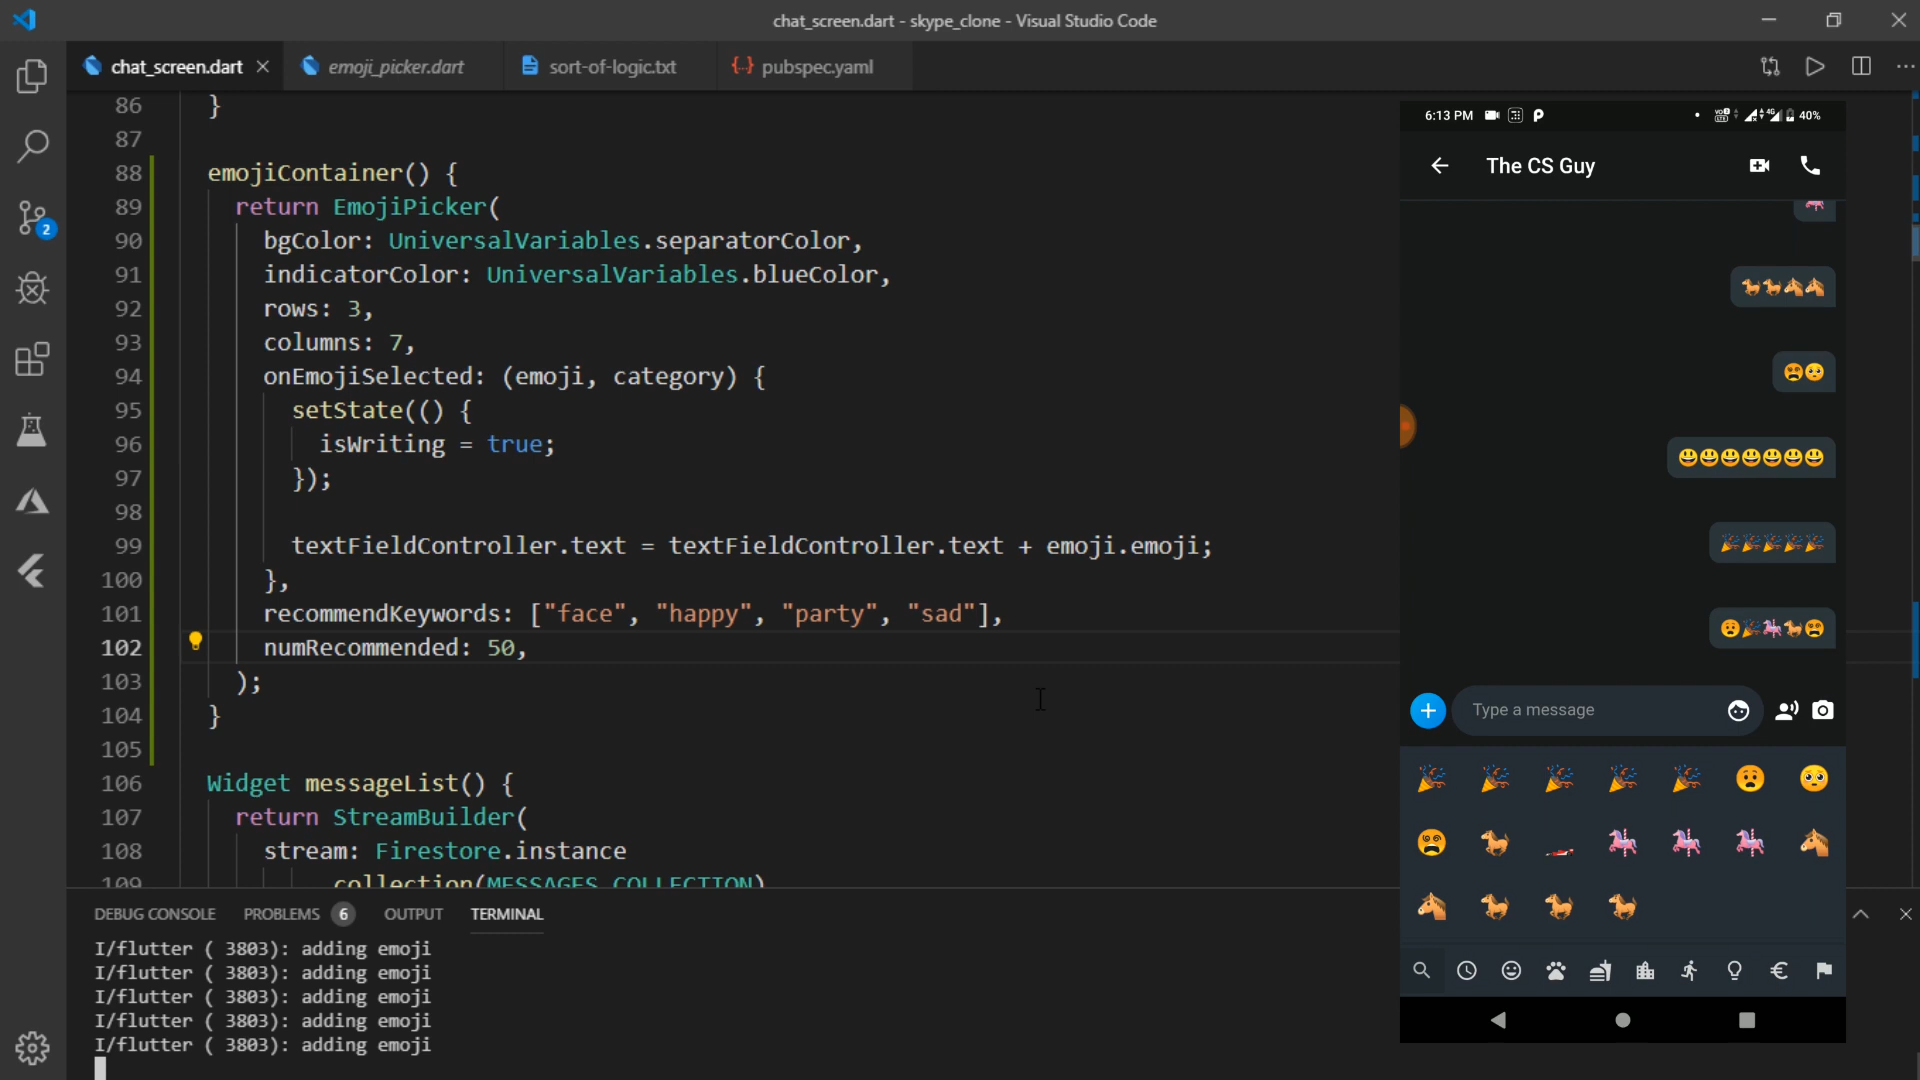 chat_screen.dart - skype_clone - Visual Studio Code
chat_screen.dart
emoji_picker.dart
sort-of-logic.txt
pubspec.yaml
86 }
87
88 emojiContainer() {
89 return EmojiPicker(
90 bgColor: UniversalVariables.separatorColor,
91 indicatorColor: UniversalVariables.blueColor,
92 rows: 3,
93 columns: 7,
94 onEmojiSelected: (emoji, category) {
95 setState(() {
96 isWriting = true;
97 });
98
99 textFieldController.text = textFieldController.text + emoji.emoji;
100 },
101 recommendKeywords: ["face", "happy", "party", "sad"],
102 numRecommended: 50,
103 );
104 }
105
106 Widget messageList() {
107 return StreamBuilder(
108 stream: Firestore.instance
109 .collection(MESSAGES_COLLECTION)
2
DEBUG CONSOLE PROBLEMS 6 OUTPUT TERMINAL
I/flutter ( 3803): adding emoji
I/flutter ( 3803): adding emoji
I/flutter ( 3803): adding emoji
I/flutter ( 3803): adding emoji
I/flutter ( 3803): adding emoji
6:13 PM
4G
40%
The CS Guy
Type a message